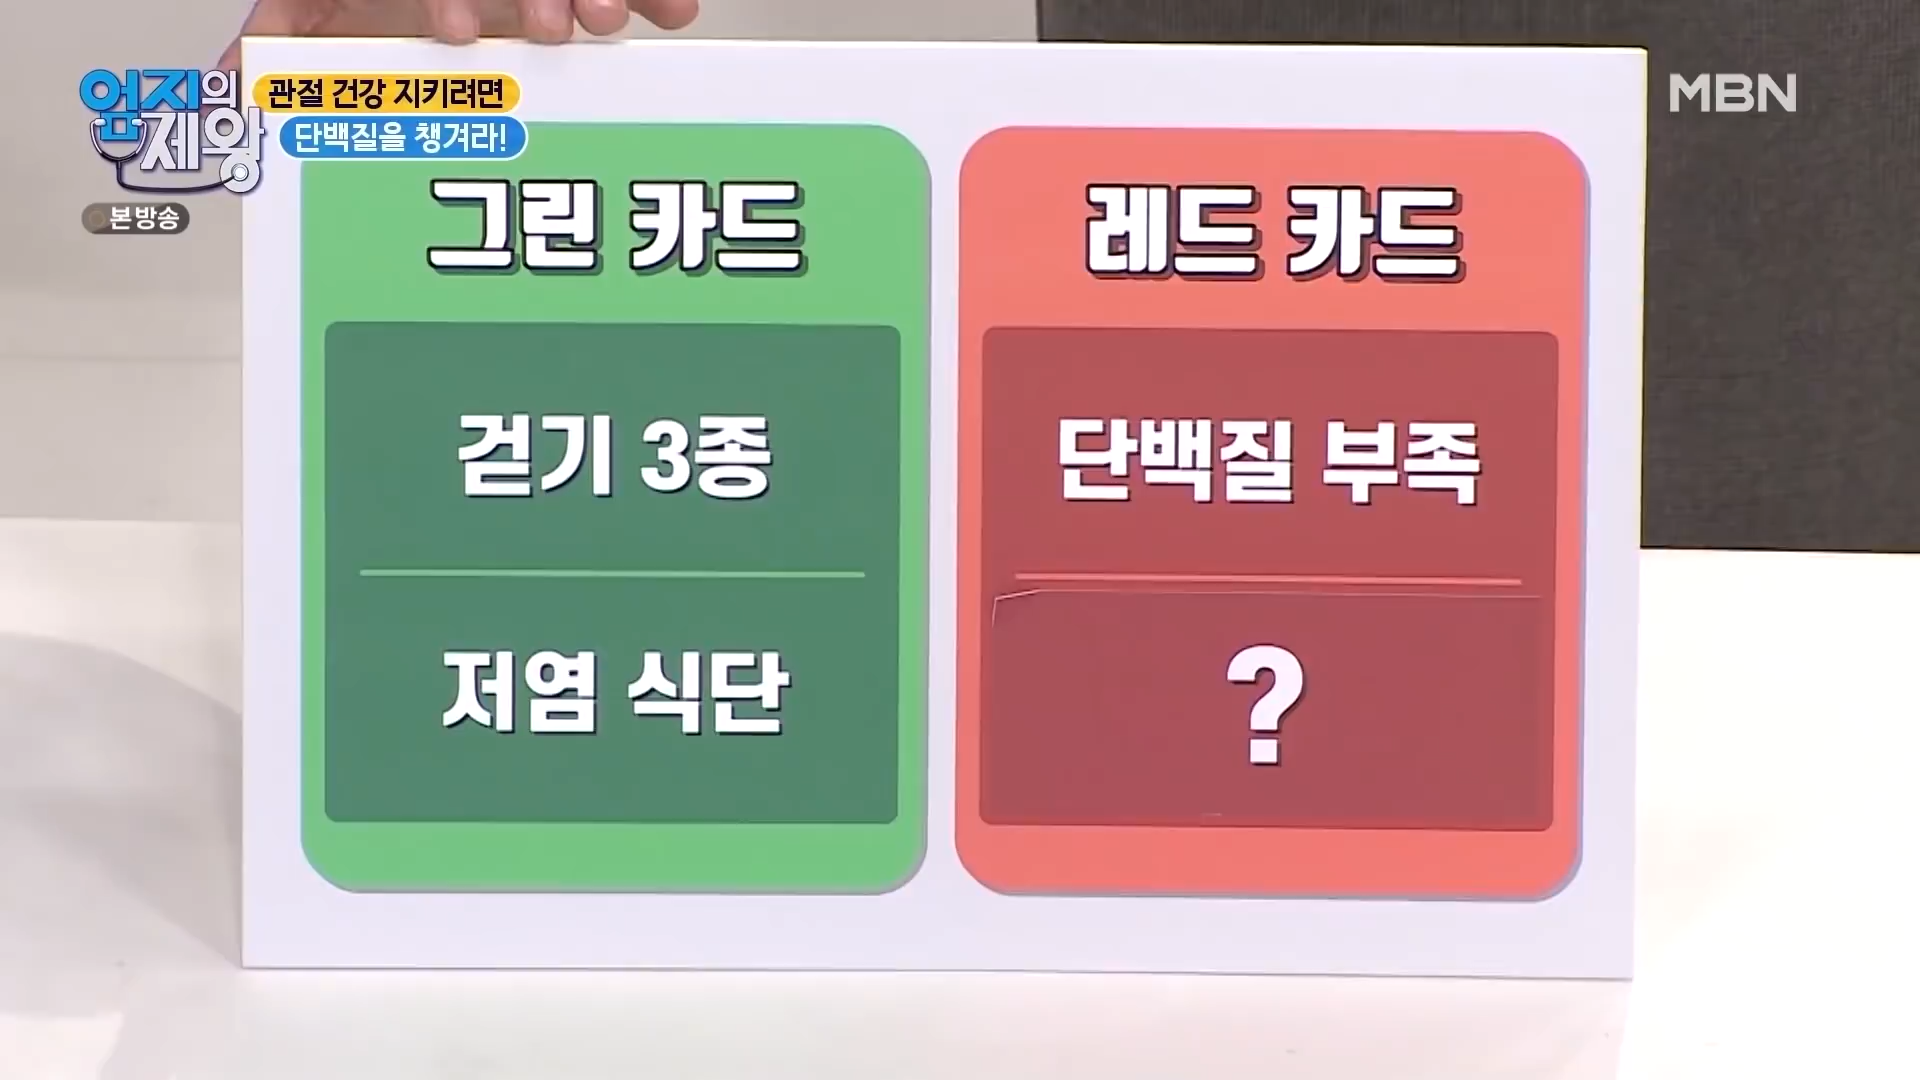 엄지의 제왕
관절 건강 지키려면
단백질을 챙겨라!
본방송
MBN
그린 카드
걷기 3종
저염 식단
레드 카드
단백질 부족
?